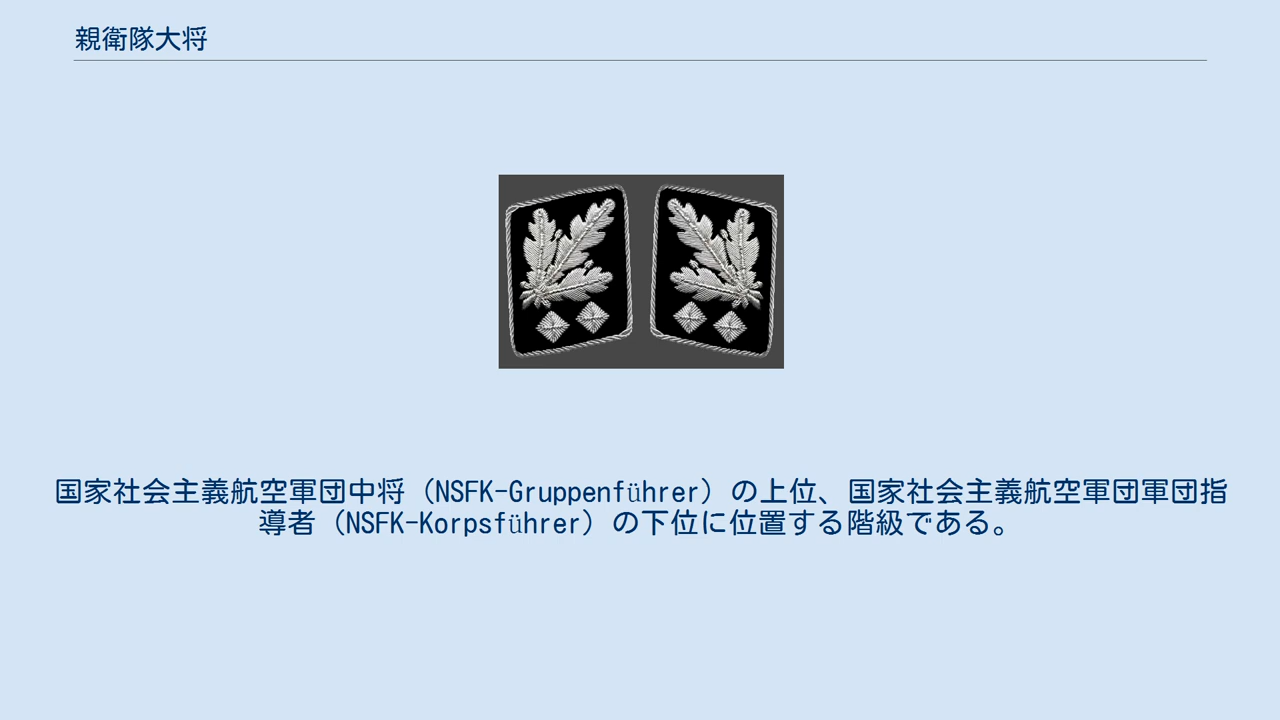 親衛隊大将
国家社会主義航空軍団中将（NSFK-Gruppenführer）の上位、国家社会主義航空軍団軍団指
導者（NSFK-Korpsführer）の下位に位置する階級である。